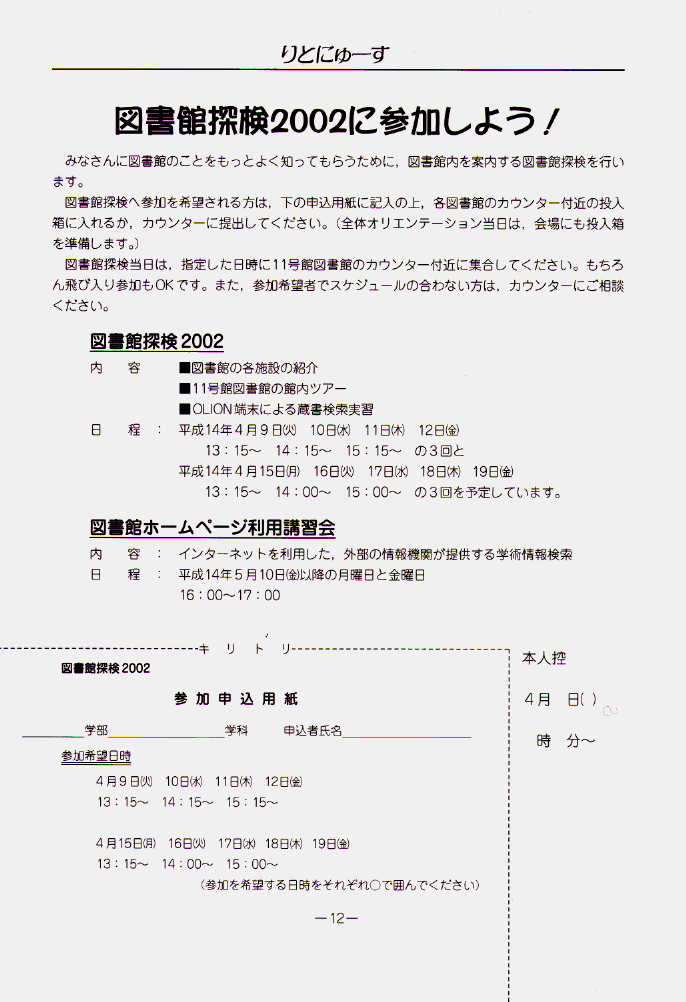 りとにゅーす
図書館探検2002に参加しよう！
みなさんに図書館のことをもっとよく知ってもらうために，図書館内を案内する図書館探検を行い
ます。
図書館探検へ参加を希望される方は，下の申込用紙に記入の上，各図書館のカウンター付近の投入
箱に入れるか，カウンターに提出してください。（全体オリエンテーション当日は，会場にも投入箱
を準備します。）
図書館探検当日は，指定した日時に11号館図書館のカウンター付近に集合してください。もちろ
ん飛び入り参加もOKです。また，参加希望者でスケジュールの合わない方は，カウンターにご相談
ください。
図書館探検2002
内　容　■図書館の各施設の紹介
■11号館図書館の館内ツアー
■OLION端末による蔵書検索実習
日　程：平成14年4月9日㈫　10日㈬　11日㈭　12日㈮
13：15～　14：15～　15：15～　の3回と
平成14年4月15日㈪　16日㈫　17日㈬　18日㈭　19日㈮
13：15～　14：00～　15：00～　の3回を予定しています。
図書館ホームページ利用講習会
内　容：インターネットを利用した，外部の情報機関が提供する学術情報検索
日　程：平成14年5月10日㈮以降の月曜日と金曜日
16：00～17：00
キ　リ　ト　リ
図書館探検2002
参加申込用紙
＿＿＿学部＿＿＿＿＿＿学科　申込者氏名＿＿＿＿＿＿
参加希望日時
4月9日㈫　10日㈬　11日㈭　12日㈮
13：15～　14：15～　15：15～
4月15日㈪　16日㈫　17日㈬　18日㈭　19日㈮
13：15～　14：00～　15：00～
（参加を希望する日時をそれぞれ○で囲んでください）
本人控
4月　日(　)
時　分～
－12－